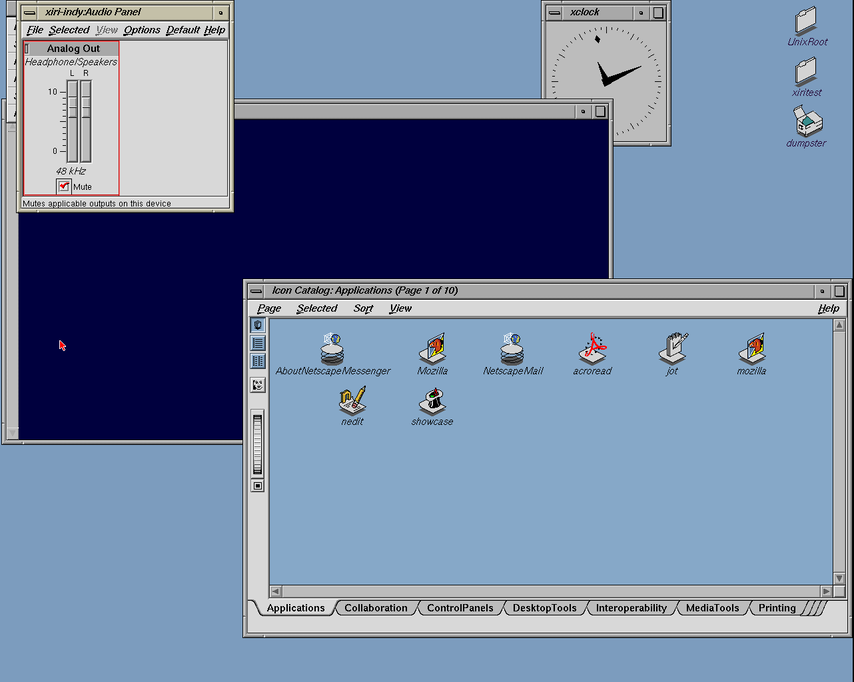 xiri-indy:Audio Panel
File Selected View Options Default Help
Analog Out
Headphone/Speakers
L R
10
0
48 kHz
Mute
Mutes applicable outputs on this device
xclock
UnixRoot
xiritest
dumpster
Icon Catalog: Applications (Page 1 of 10)
Page Selected Sort View Help
AboutNetscapeMessenger Mozilla NetscapeMail acroread jot mozilla
nedit showcase
Applications Collaboration ControlPanels DesktopTools Interoperability MediaTools Printing